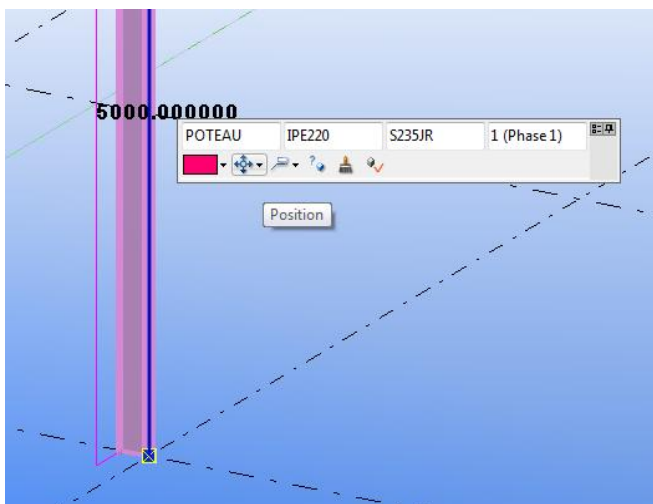 5000.000000
POTEAU IPE220 S235JR 1 (Phase 1)
Position